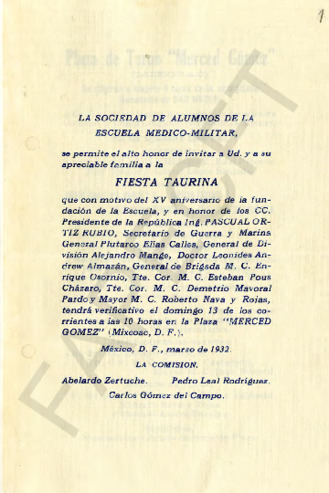 1
LA SOCIEDAD DE ALUMNOS DE LA
ESCUELA MEDICO-MILITAR,
se permite el alto honor de invitar a Ud. y a su
apreciable familia a la
FIESTA TAURINA
que con motivo del XV aniversario de la fun-
dación de la Escuela, y en honor de los CC.
Presidente de la República Ing. PASCUAL OR-
TIZ RUBIO, Secretario de Guerra y Marina
General Plutarco Elías Calles, General de Di-
visión Alejandro Mange, Doctor Leonides An-
drew Almazán, General de Brigada M. C. En-
rique Osornio, Tte. Cor. M. C. Esteban Pous
Cházaro, Tte. Cor. M. C. Demetrio Mayoral
Pardo y Mayor M. C. Roberto Nava y Rojas,
tendrá verificativo el domingo 13 de los co-
rrientes a las 10 horas en la Plaza "MERCED
GOMEZ" (Mixcoac, D. F.).
México, D. F., marzo de 1932.
LA COMISION.
Abelardo Zertuche. Pedro Leal Rodríguez.
Carlos Gómez del Campo.